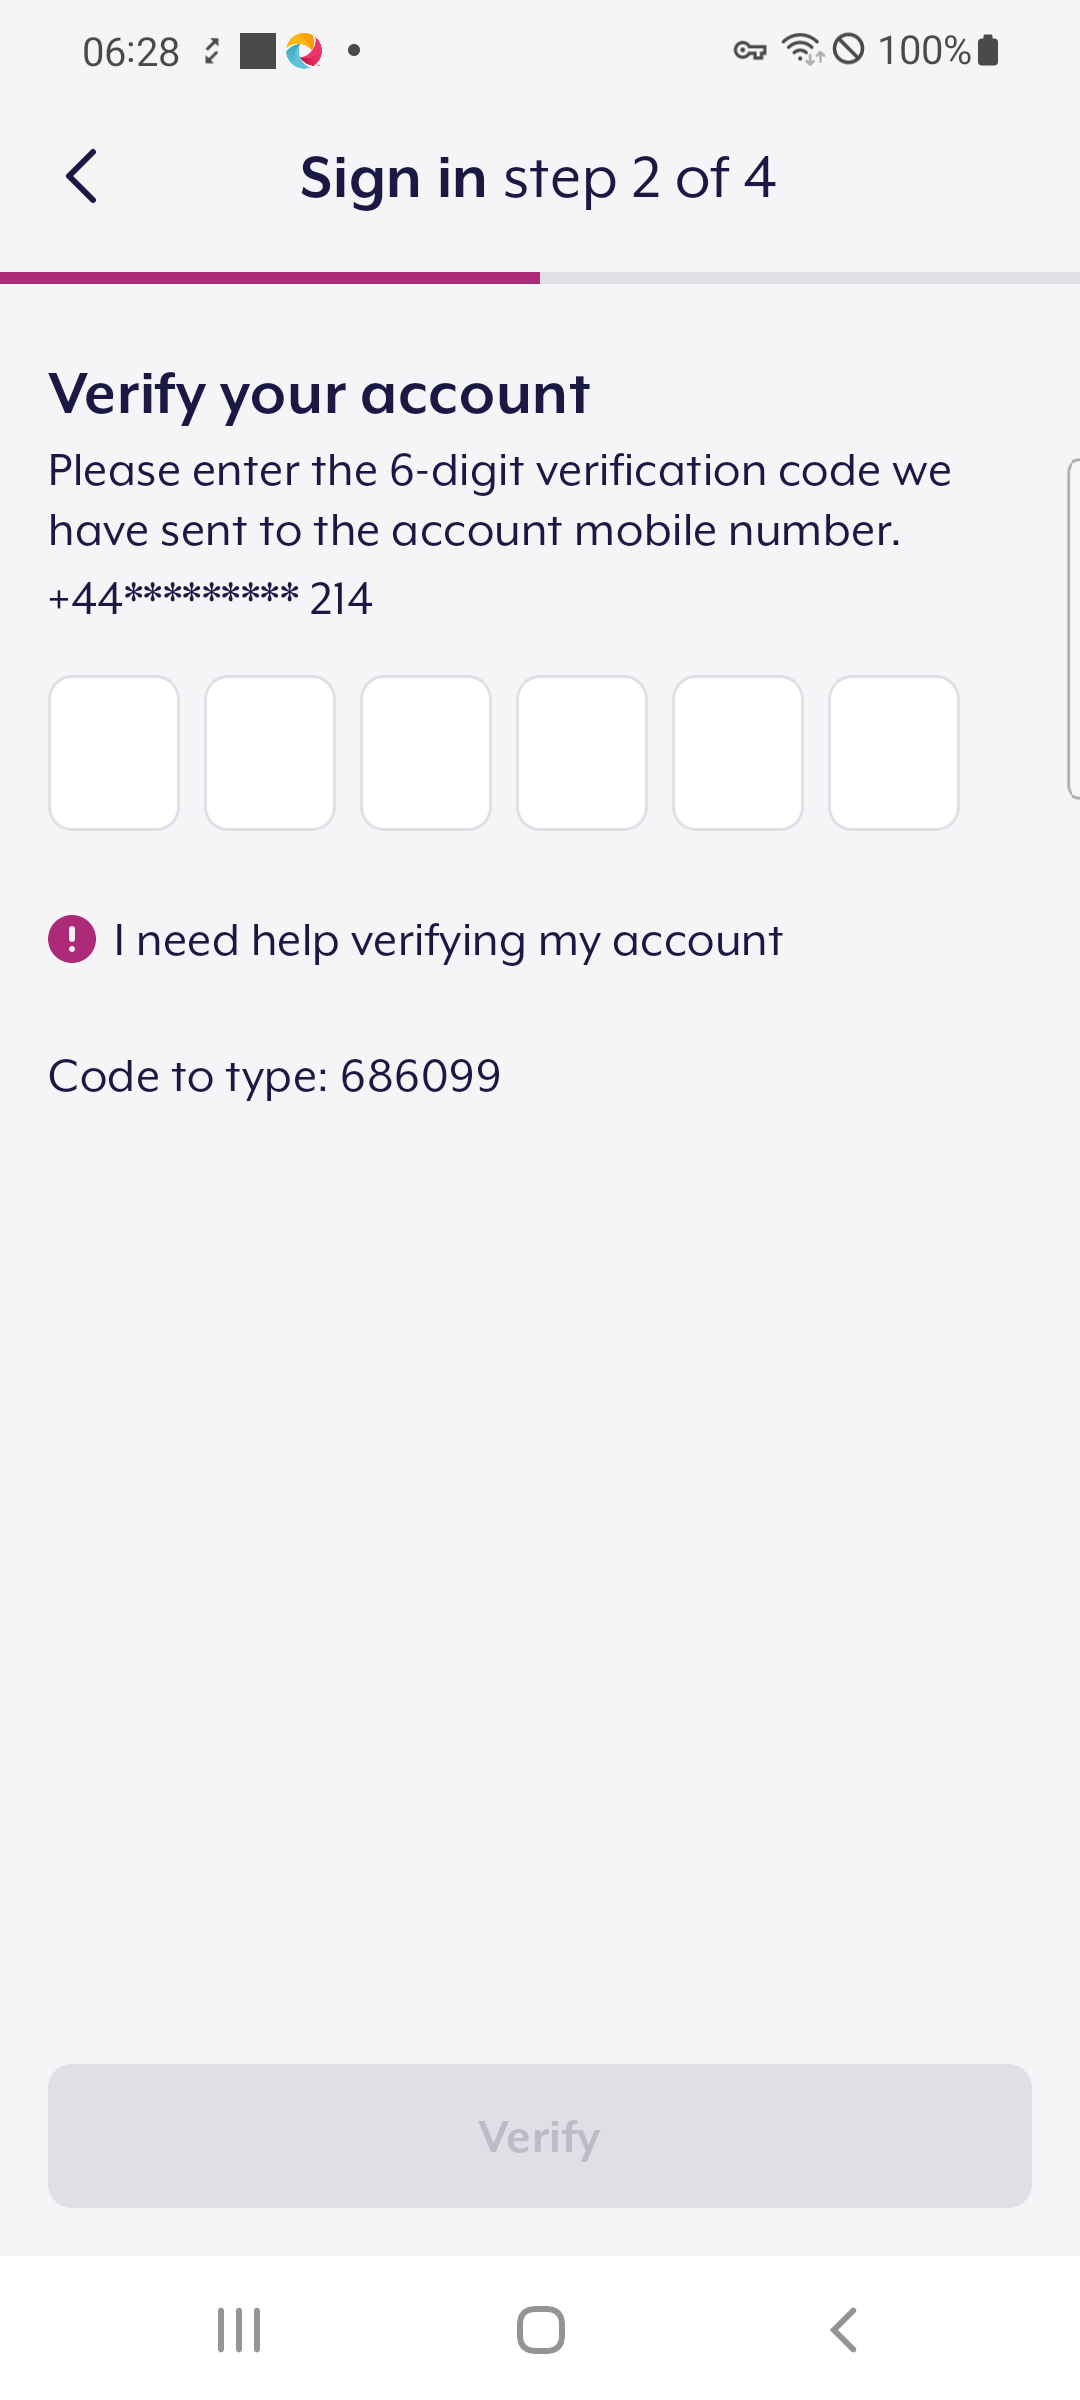 06:28
100%
Sign in step 2 of 4
Verify your account
Please enter the 6-digit verification code we
have sent to the account mobile number.
+44********* 214
I need help verifying my account
Code to type: 686099
Verify